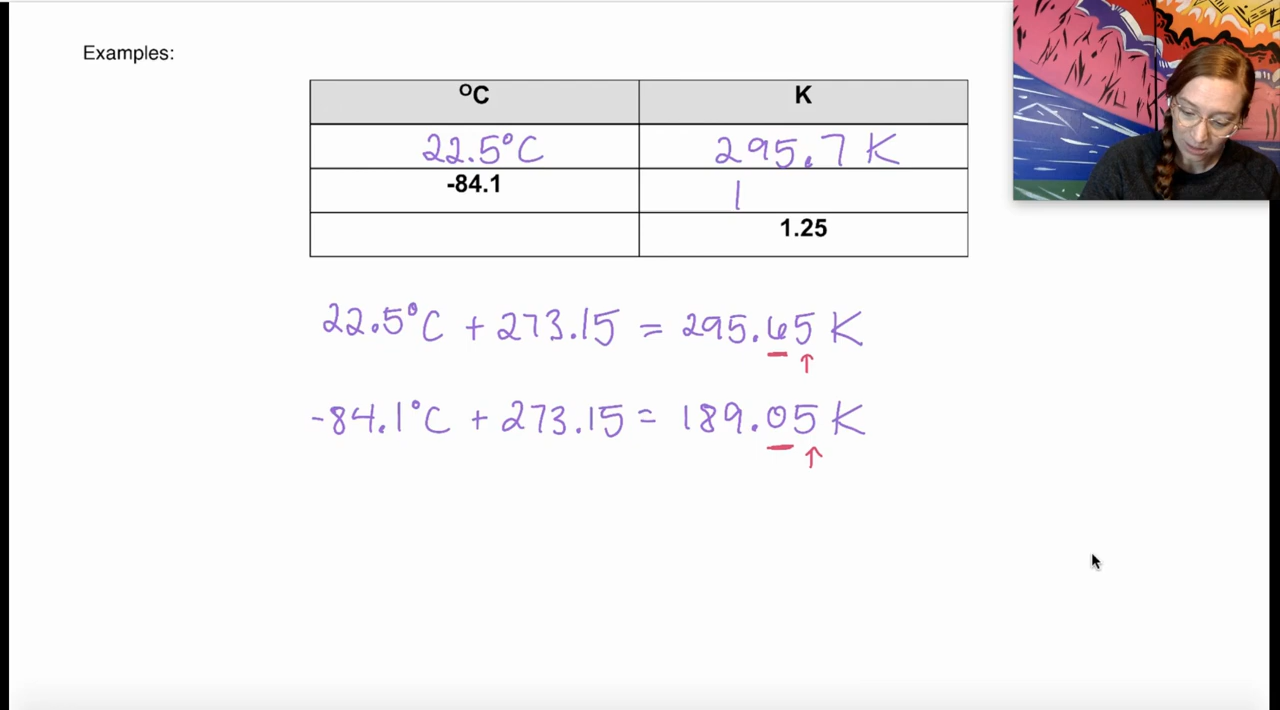 Examples:
°C K
22.5°C 295.7 K
-84.1 1
1.25
22.5°C + 273.15 = 295.65 K
↑
-84.1°C + 273.15 = 189.05 K
↑